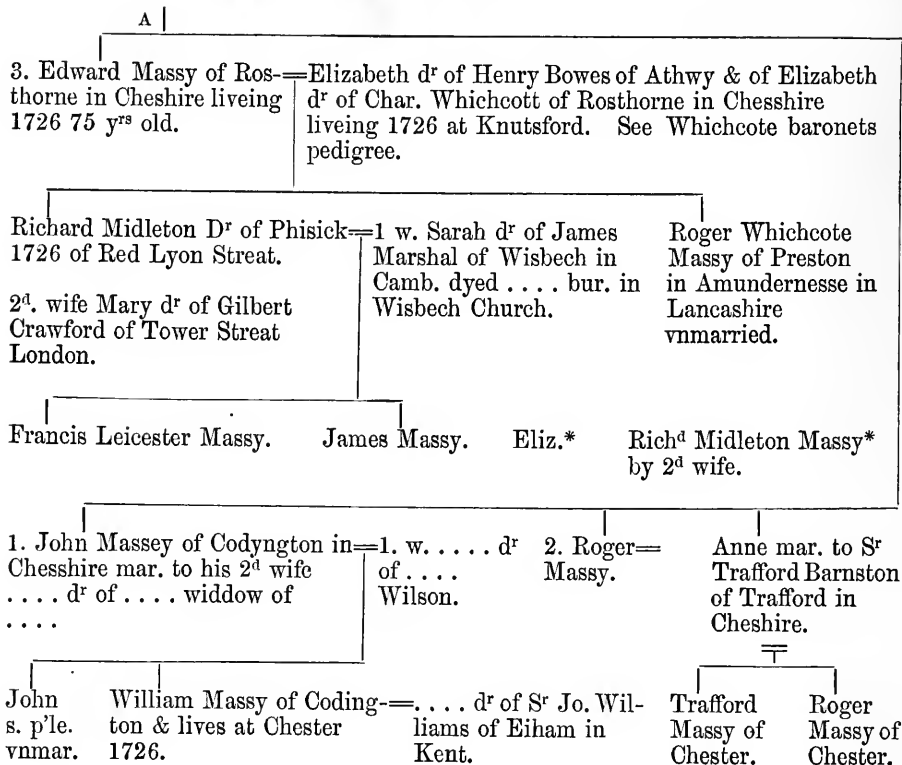 A
3. Edward Massy of Ros-
thorne in Cheshire liveing
1726 75 yrs old.
=Elizabeth dr of Henry Bowes of Athwy & of Elizabeth
dr of Char. Whichcott of Rosthorne in Chesshire
liveing 1726 at Knutsford. See Whichcote baronets
pedigree.
Richard Midleton Dr of Phisick
1726 of Red Lyon Streat.
2d. wife Mary dr of Gilbert
Crawford of Tower Streat
London.
=1 w. Sarah dr of James
Marshal of Wisbech in
Camb. dyed . . . . bur. in
Wisbech Church.
Roger Whichcote
Massy of Preston
in Amundernesse in
Lancashire
vnmarried.
Francis Leicester Massy.
James Massy.
Eliz.*
Richd Midleton Massy*
by 2d wife.
1. John Massey of Codyngton in
Chesshire mar. to his 2d wife
. . . . dr of . . . . widdow of
. . . .
=1. w. . . . . dr
of . . . .
Wilson.
2. Roger=
Massy.
Anne mar. to Sr
Trafford Barnston
of Trafford in
Cheshire.
John
s. p'le.
vnmar.
William Massy of Coding-
ton & lives at Chester
1726.
=. . . . dr of Sr Jo. Wil-
liams of Eiham in
Kent.
Trafford
Massy of
Chester.
Roger
Massy of
Chester.